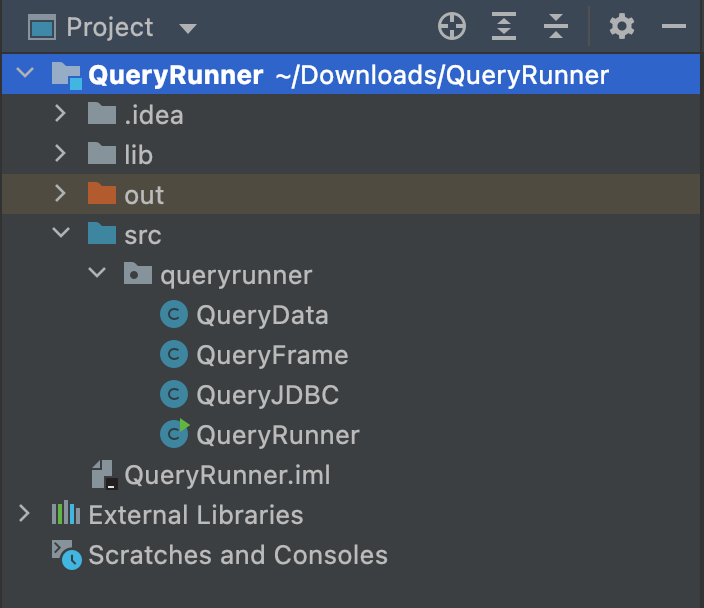 Project
QueryRunner ~/Downloads/QueryRunner
.idea
lib
out
src
queryrunner
C QueryData
C QueryFrame
C QueryJDBC
C QueryRunner
QueryRunner.iml
External Libraries
Scratches and Consoles